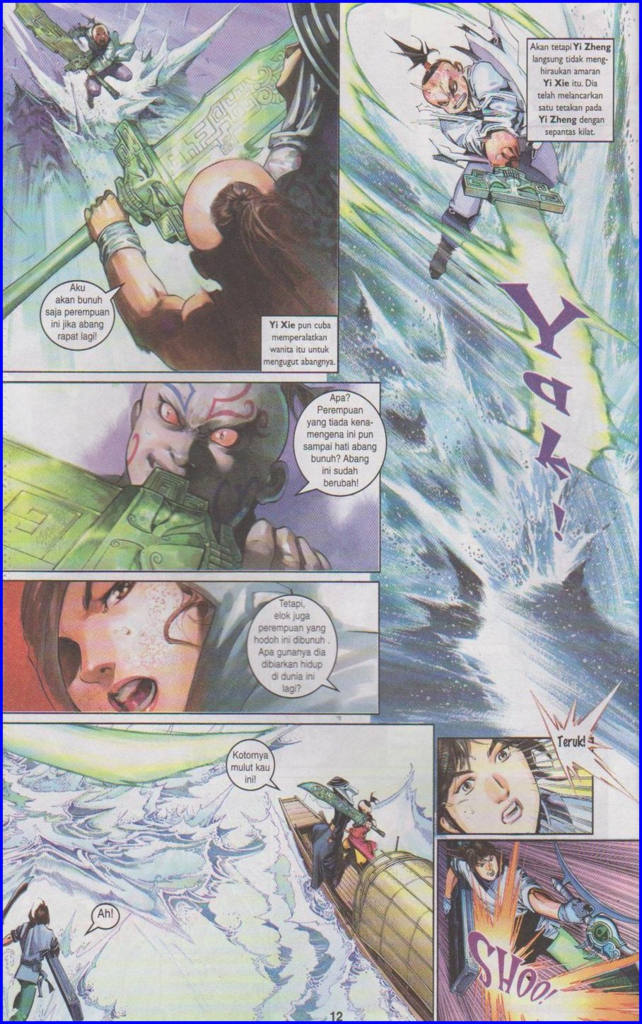 Aku
akan bunuh
saja perempuan
ini jika abang
rapat lagi!
Yi Xie pun cuba
memperalatkan
wanita itu untuk
mengugut abangnya.
Akan tetapi Yi Zheng
langsung tidak meng-
hiraukan amaran
Yi Xie itu. Dia
telah melancarkan
satu tetakan pada
Yi Zheng dengan
sepantas kilat.
Yak!
Apa?
Perempuan
yang tiada kena-
mengena ini pun
sampai hati abang
bunuh? Abang
ini sudah
berubah!
Tetapi,
elok juga
perempuan yang
hodoh ini dibunuh .
Apa gunanya dia
dibiarkan hidup
di dunia ini
lagi?
Kotornya
mulut kau
ini!
Ah!
Teruk!
SHOO!
12